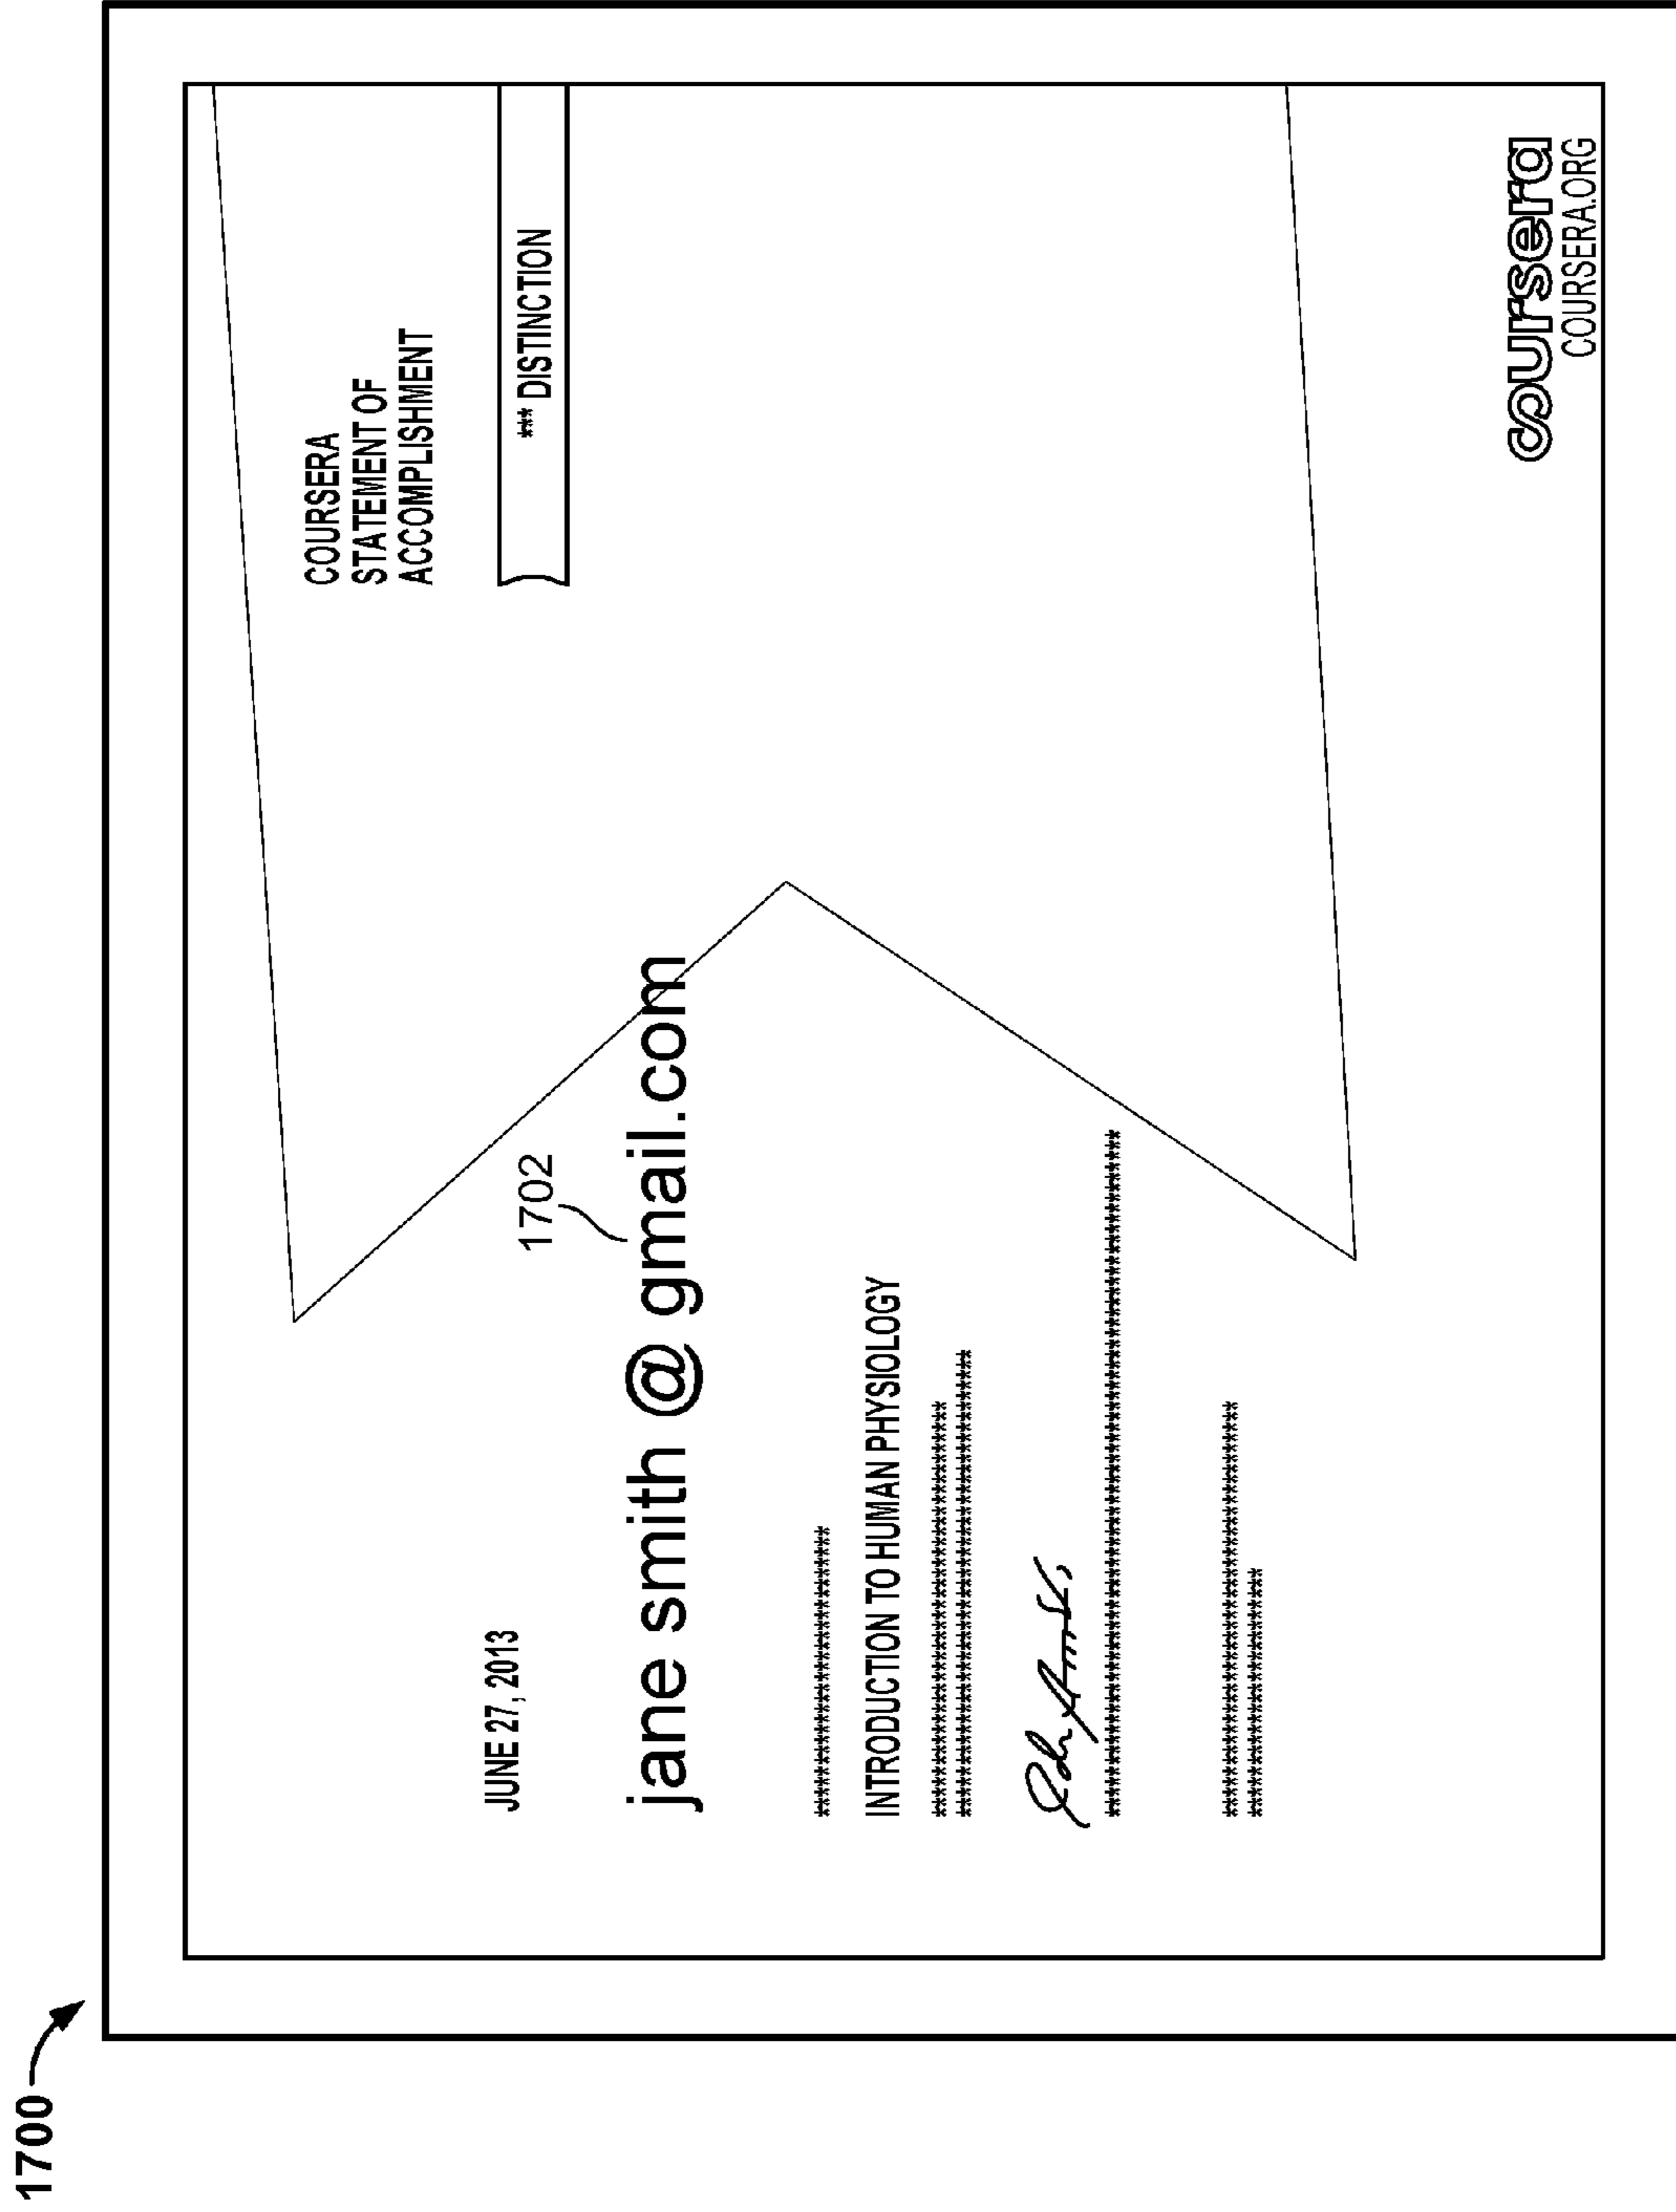 1700
COURSERA
STATEMENT OF
ACCOMPLISHMENT
*** DISTINCTION
JUNE 27, 2013
1702
jane smith @ gmail.com
INTRODUCTION TO HUMAN PHYSIOLOGY
coursera
COURSERA.ORG